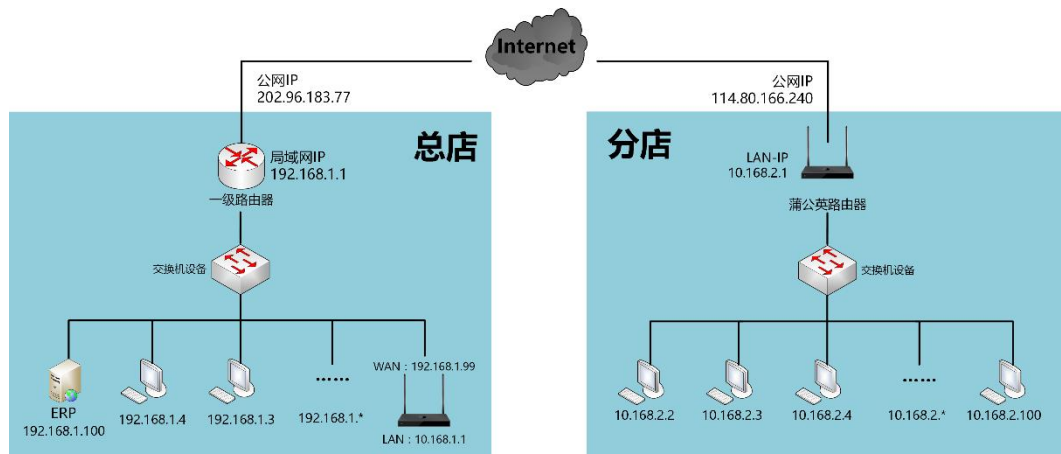 Internet
公网IP
202.96.183.77
公网IP
114.80.166.240
总店
局域网IP
192.168.1.1
一级路由器
交换机设备
ERP
192.168.1.100
192.168.1.4
192.168.1.3
……
192.168.1.*
WAN：192.168.1.99
LAN：10.168.1.1
分店
LAN-IP
10.168.2.1
蒲公英路由器
交换机设备
10.168.2.2
10.168.2.3
10.168.2.4
……
10.168.2.*
10.168.2.100